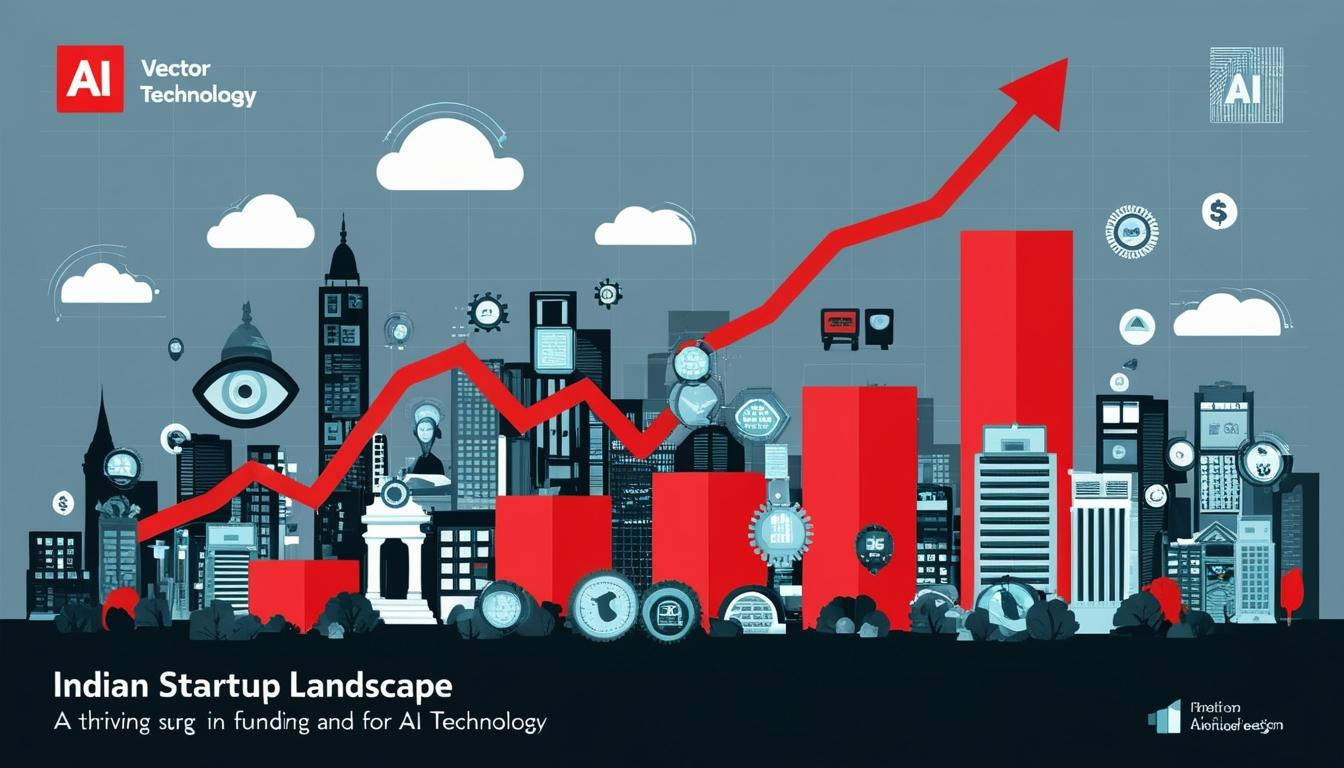 AI
Vector
Technology
AI
$
$
Indian Startup Landscape
A thriving surg in funding and for AI Technology